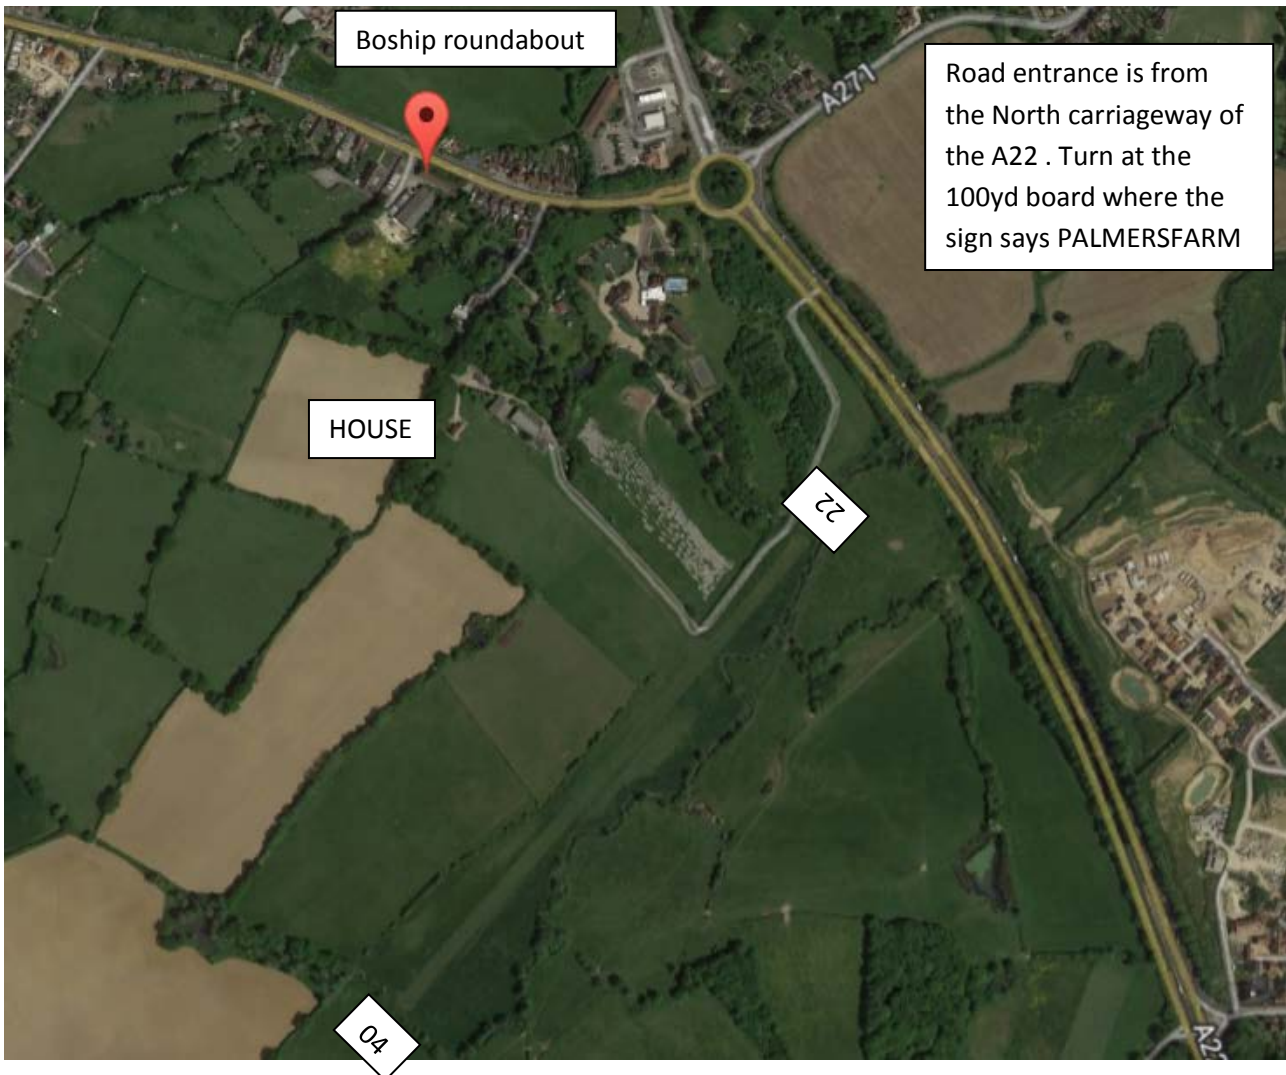 Boship roundabout
Road entrance is from
the North carriageway of
the A22 . Turn at the
100yd board where the
sign says PALMERSFARM
A271
HOUSE
22
04